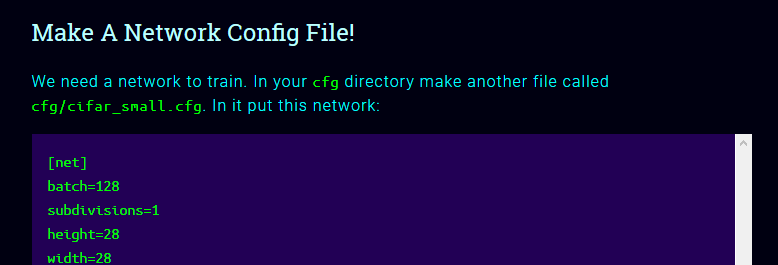 Make A Network Config File!
We need a network to train. In your cfg directory make another file called
cfg/cifar_small.cfg. In it put this network:
[net]
batch=128
subdivisions=1
height=28
width=28